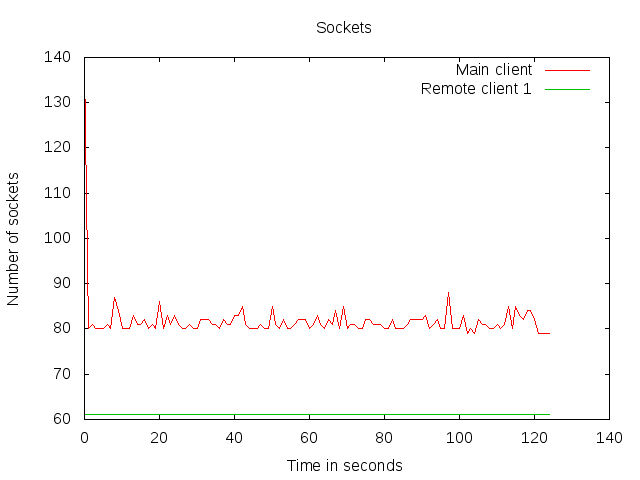 Sockets
Main client
Remote client 1
140
130
120
110
100
90
80
70
60
Number of sockets
0 20 40 60 80 100 120 140
Time in seconds